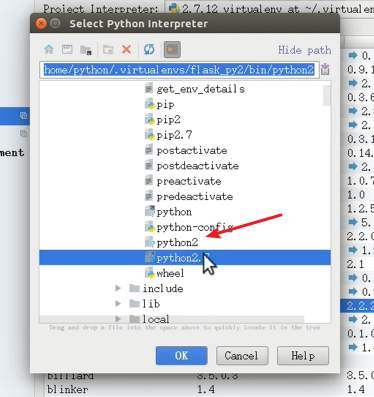 Project Interpreter: 2.7.12 virtualenv at ~/.
Select Python Interpreter
Hide path
home/python/.virtualenvs/flask_py2/bin/python2
get_env_details
pip
pip2
pip2.7
postactivate
postdeactivate
preactivate
predeactivate
python
python-config
python2
python2.
wheel
include
lib
local
Drag and drop a file into the space above to quickly locate it in the tree
OK
Cancel
Help
billiard 3.5.0.3 3.5.0
blinker 1.4 1.4
ment
0.9.1
0.3.6
0.14.
1.0.7
1.0
1.2.5
2.2.0
2.1
2.2.2
0.1.0